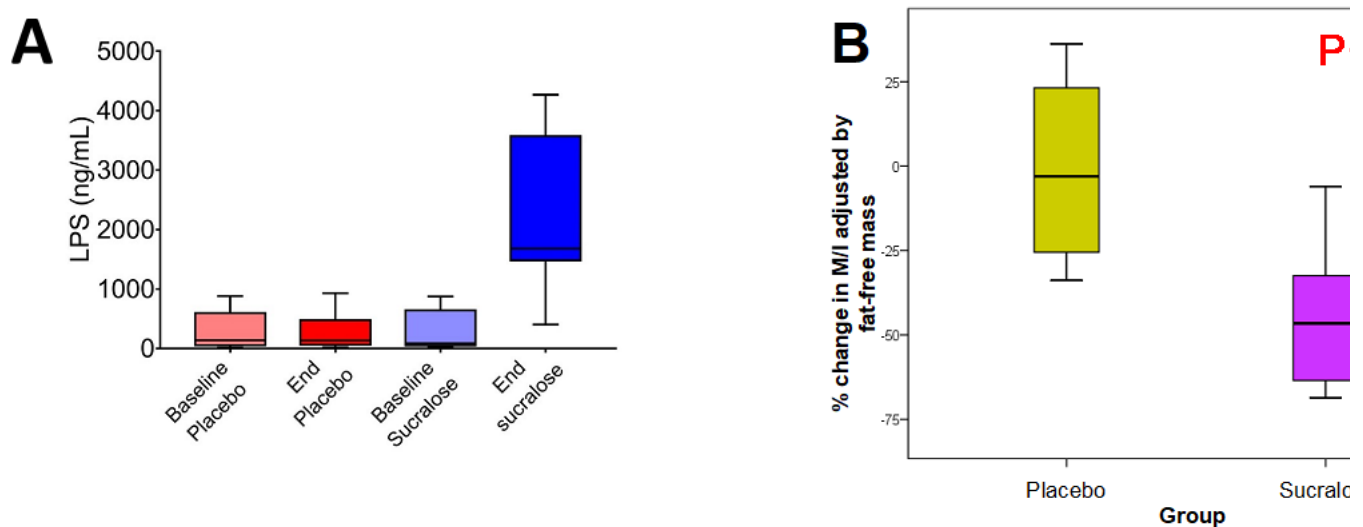 A
5000
4000
3000
2000
1000
0
LPS (ng/mL)
Baseline
Placebo
End
Placebo
Baseline
Sucralose
End
sucralose
B
P
25
0
-25
-50
-75
% change in M/I adjusted by
fat-free mass
Placebo
Sucralo
Group